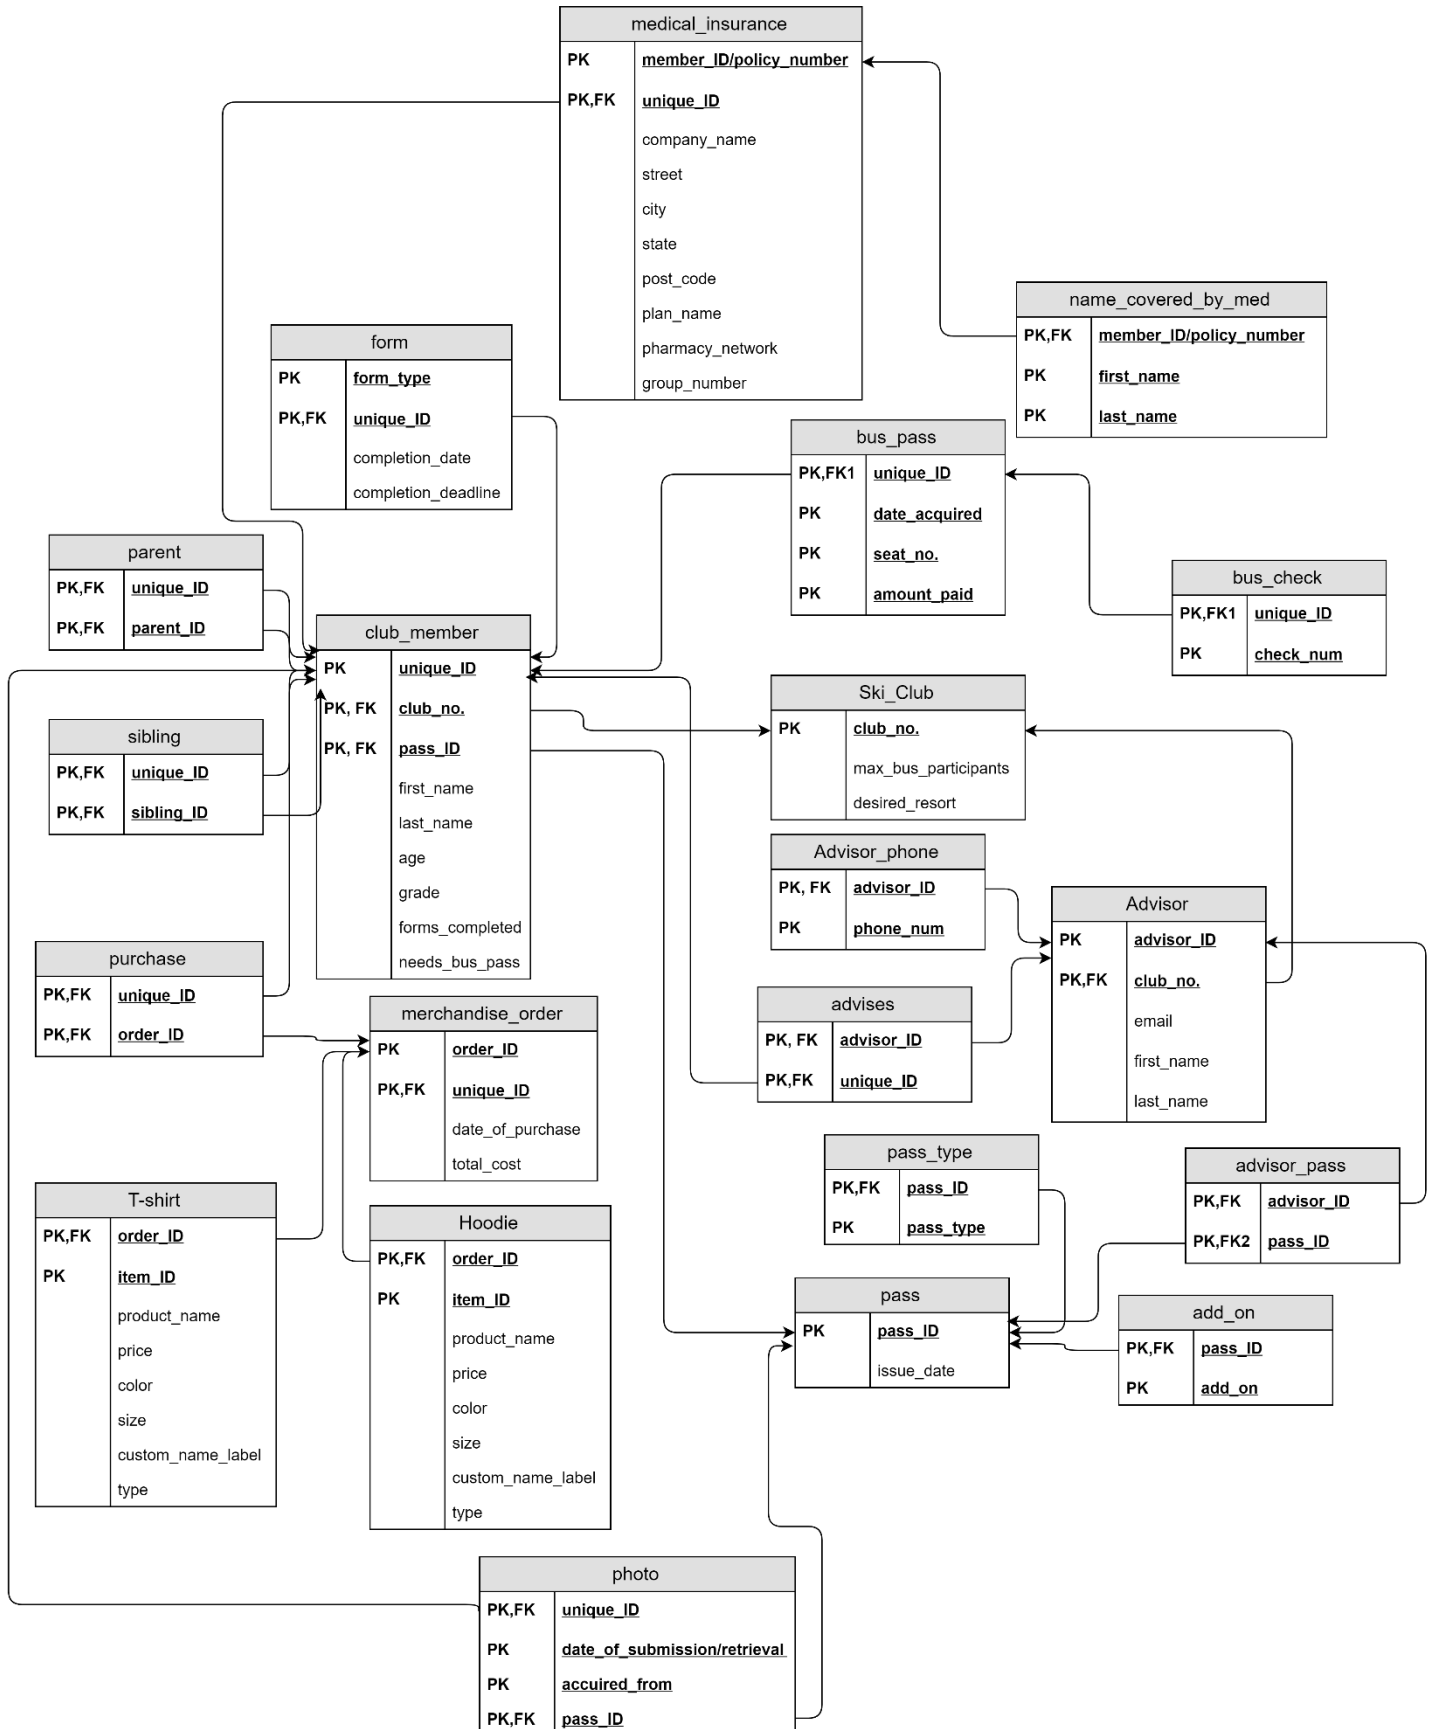 medical_insurance
PK member_ID/policy_number
PK,FK unique_ID
company_name
street
city
state
post_code
plan_name
pharmacy_network
group_number
name_covered_by_med
PK,FK member_ID/policy_number
PK first_name
PK last_name
form
PK form_type
PK,FK unique_ID
completion_date
completion_deadline
bus_pass
PK,FK1 unique_ID
PK date_acquired
PK seat_no.
PK amount_paid
bus_check
PK,FK1 unique_ID
PK check_num
parent
PK,FK unique_ID
PK,FK parent_ID
club_member
PK unique_ID
PK, FK club_no.
PK, FK pass_ID
first_name
last_name
age
grade
forms_completed
needs_bus_pass
Ski_Club
PK club_no.
max_bus_participants
desired_resort
sibling
PK,FK unique_ID
PK,FK sibling_ID
Advisor_phone
PK, FK advisor_ID
PK phone_num
Advisor
PK advisor_ID
PK,FK club_no.
email
first_name
last_name
purchase
PK,FK unique_ID
PK,FK order_ID
merchandise_order
PK order_ID
PK,FK unique_ID
date_of_purchase
total_cost
advises
PK, FK advisor_ID
PK,FK unique_ID
pass_type
PK,FK pass_ID
PK pass_type
advisor_pass
PK,FK advisor_ID
PK,FK2 pass_ID
T-shirt
PK,FK order_ID
PK item_ID
product_name
price
color
size
custom_name_label
type
Hoodie
PK,FK order_ID
PK item_ID
product_name
price
color
size
custom_name_label
type
pass
PK pass_ID
issue_date
add_on
PK,FK pass_ID
PK add_on
photo
PK,FK unique_ID
PK date_of_submission/retrieval
PK accuired_from
PK,FK pass_ID